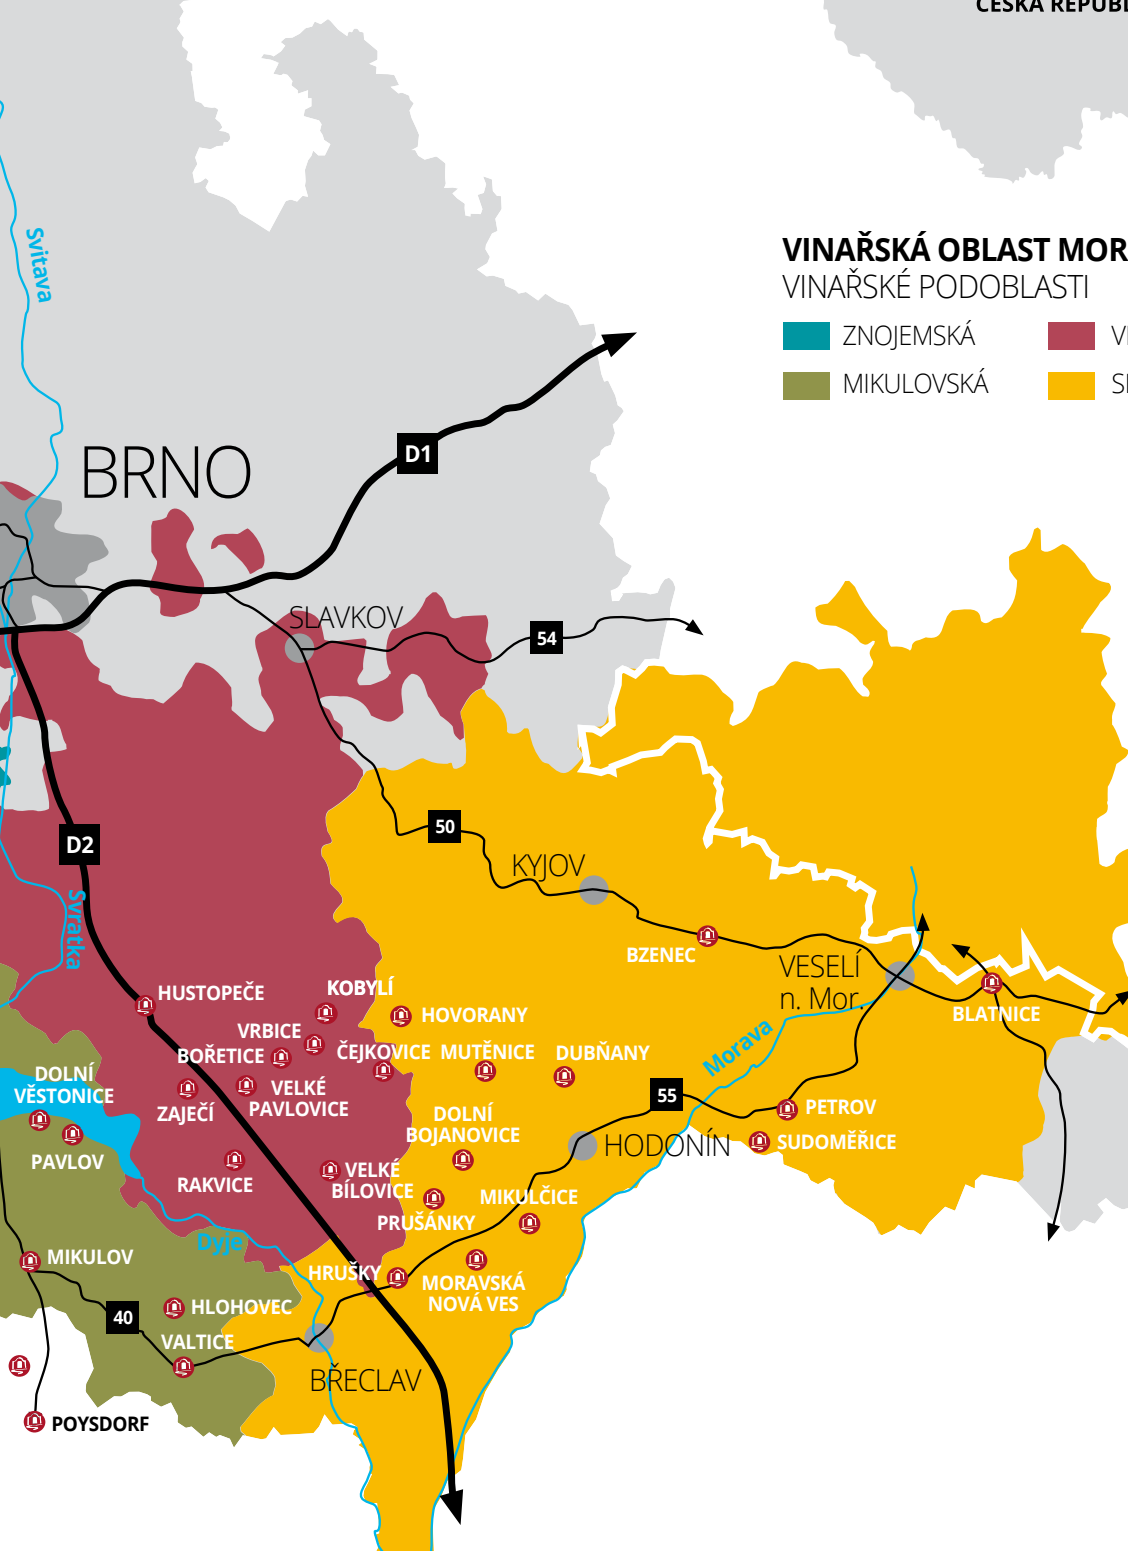 ČESKÁ REPUBL
VINAŘSKÁ OBLAST MOR
VINAŘSKÉ PODOBLASTI
ZNOJEMSKÁ
MIKULOVSKÁ
Svitava
BRNO
D1
SLAVKOV
54
D2
50
KYJOV
Svratka
BZENEC
VESELÍ
n. Mor.
BLATNICE
HUSTOPEČE
KOBYLÍ
HOVORANY
VRBICE
BOŘETICE
ČEJKOVICE
MUTĚNICE
DUBŇANY
Morava
DOLNÍ
VĚSTONICE
ZAJEČÍ
VELKÉ
PAVLOVICE
55
PETROV
DOLNÍ
BOJANOVICE
HODONÍN
SUDOMĚŘICE
PAVLOV
RAKVICE
VELKÉ
BÍLOVICE
MIKULČICE
PRUŠÁNKY
Dyje
MIKULOV
HRUŠKY
MORAVSKÁ
NOVÁ VES
HLOHOVEC
40
VALTICE
BŘECLAV
POYSDORF